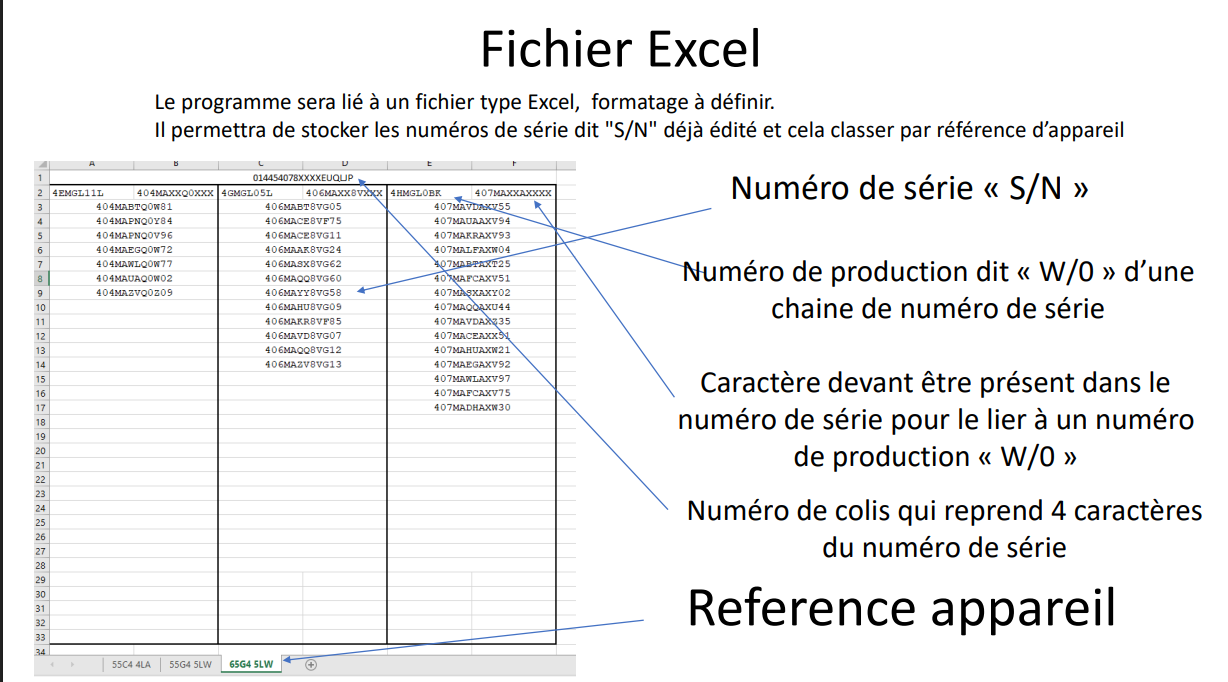 Fichier Excel
Le programme sera lié à un fichier type Excel, formatage à définir.
Il permettra de stocker les numéros de série dit "S/N" déjà édité et cela classer par référence d’appareil
A B C D E F
1 014454078XXXXEUQLJP
2 4EMGL11L 404MAXXQ0XXX 4GMGL05L 406MAXX8VXXX 4HMGL0BK 407MAXXAXXXX
3 404MABTQ0W81 406MABT8VG05 407MAVDAXV55
4 404MAPNQ0Y84 406MACE8VF75 407MAUAAXV94
5 404MAPNQ0V96 406MACE8VG11 407MAKRAXV93
6 404MAEGQ0W72 406MAAK8VG24 407MALFAXW04
7 404MAWLQ0W77 406MASX8VG62 407MABTAXT25
8 404MAUAQ0W02 406MAQQ8VG60 407MAFCAXV51
9 404MAZVQ0Z09 406MAYY8VG58 407MASXAXY02
10 406MAHU8VG09 407MAQQAXU44
11 406MAKR8VF85 407MAVDAXZ35
12 406MAVD8VG07 407MACEAXX51
13 406MAQQ8VG12 407MAHUAXW21
14 406MAZV8VG13 407MAEGAXV92
15 407MAWLAXV97
16 407MAFCAXV75
17 407MADHAXW30
18
19
20
21
22
23
24
25
26
27
28
29
30
31
32
33
34
55C4 4LA 55G4 5LW 65G4 5LW
Numéro de série « S/N »
Numéro de production dit « W/0 » d’une
chaine de numéro de série
Caractère devant être présent dans le
numéro de série pour le lier à un numéro
de production « W/0 »
Numéro de colis qui reprend 4 caractères
du numéro de série
Reference appareil